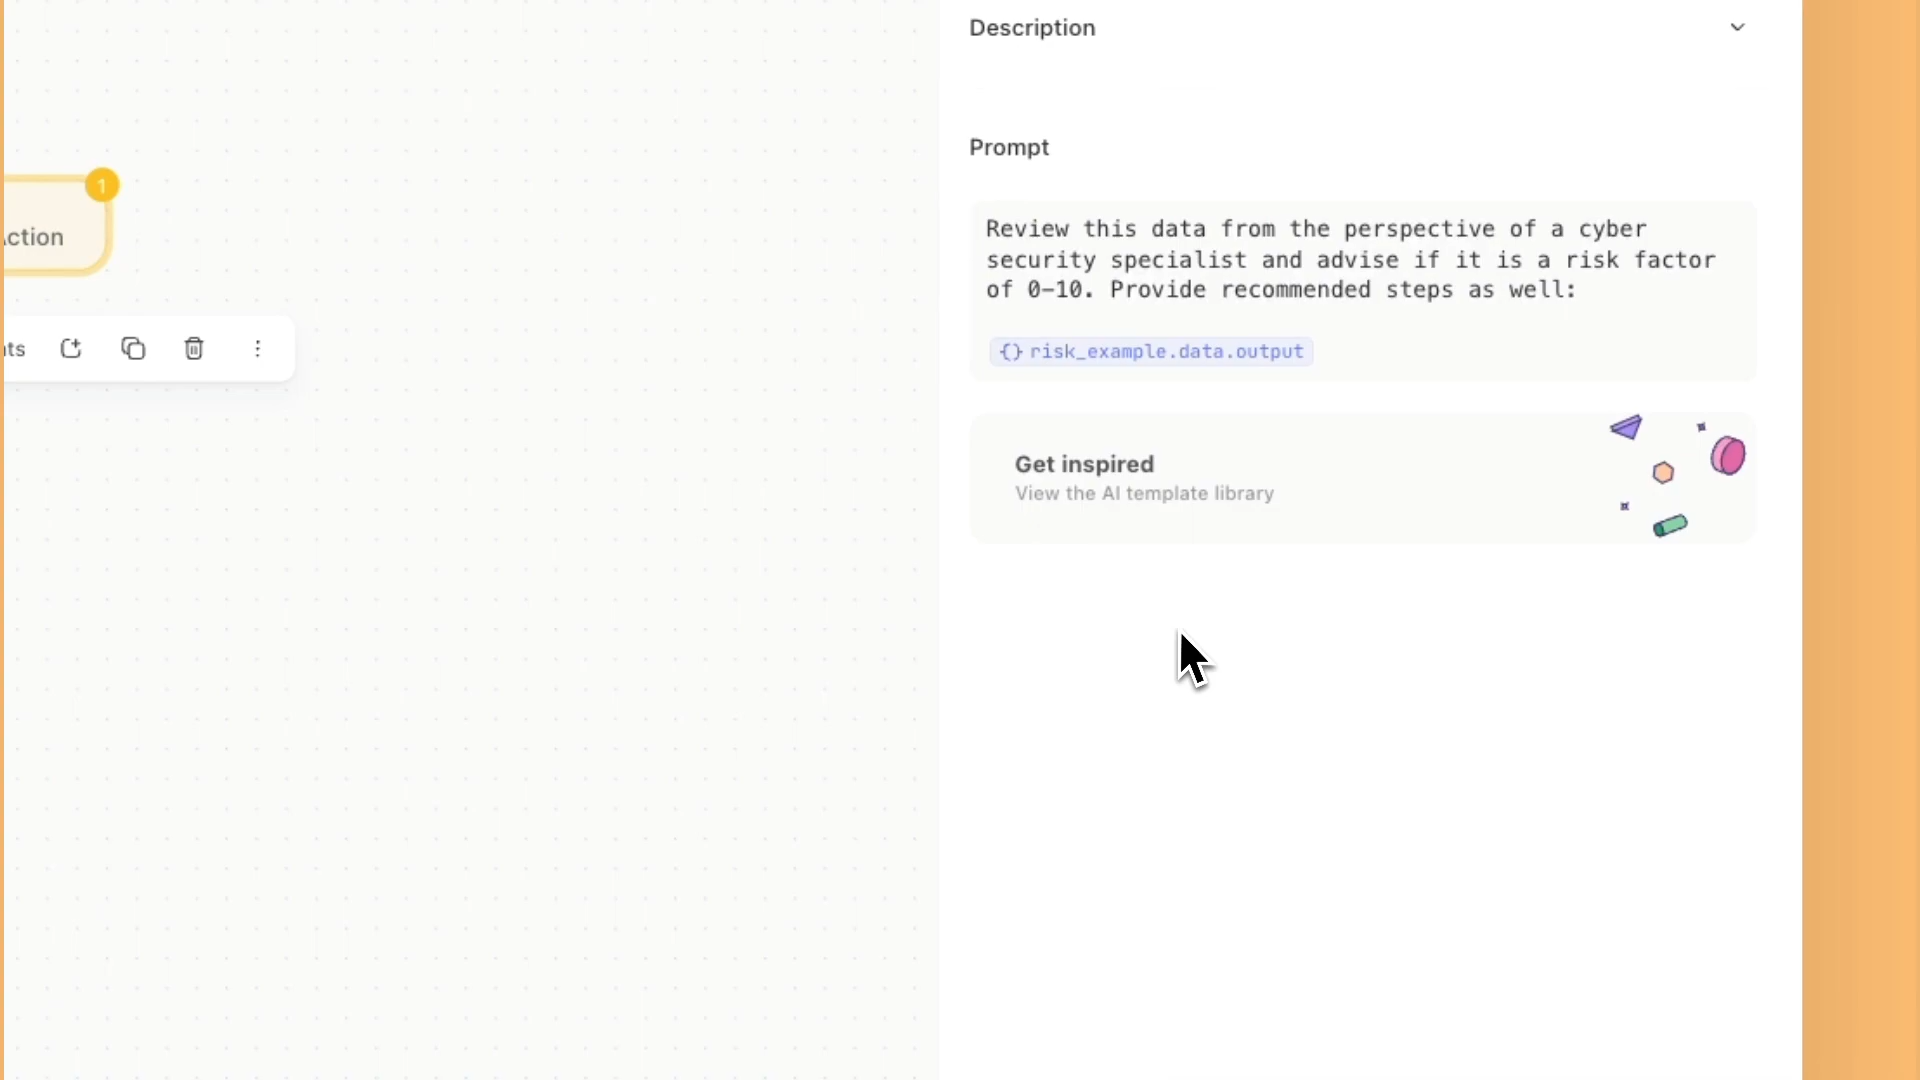 Description
Prompt
1
Action
Review this data from the perspective of a cyber
security specialist and advise if it is a risk factor
of 0-10. Provide recommended steps as well:
{} risk_example.data.output
Get inspired
View the AI template library